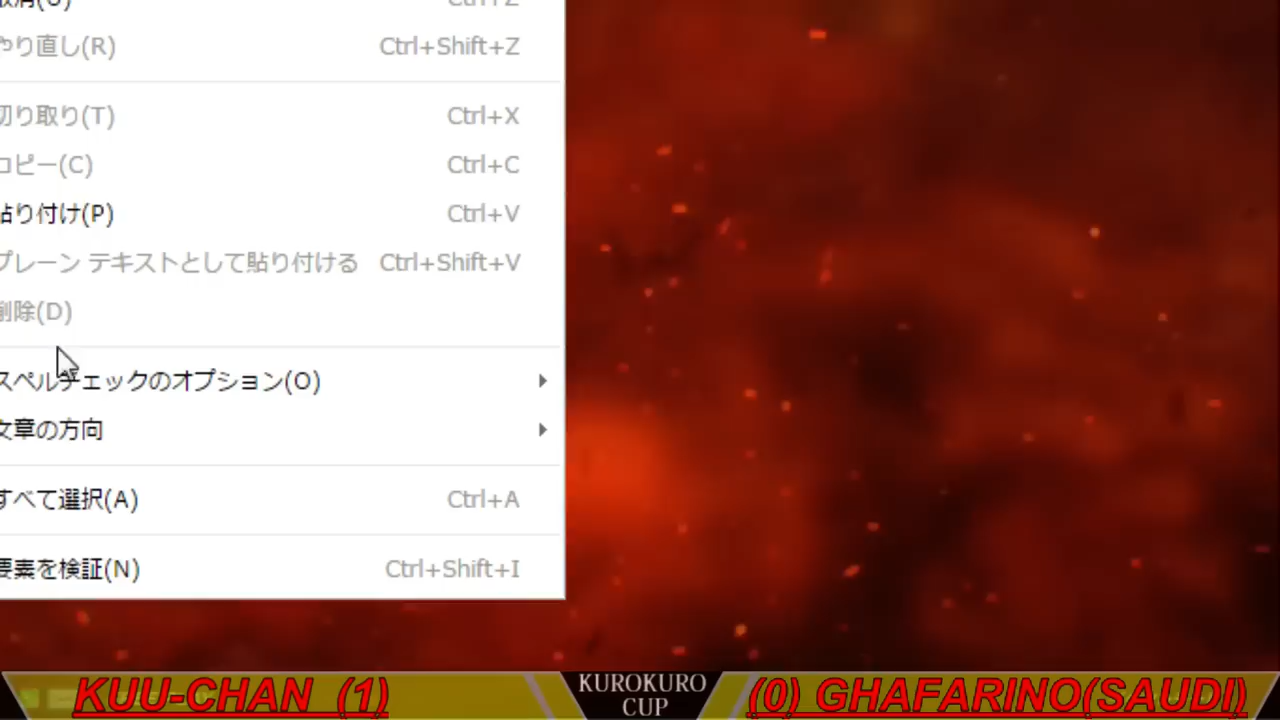 取消(U) Ctrl+Z
やり直し(R) Ctrl+Shift+Z
切り取り(T) Ctrl+X
コピー(C) Ctrl+C
貼り付け(P) Ctrl+V
プレーン テキストとして貼り付ける Ctrl+Shift+V
削除(D)
スペルチェックのオプション(O)
文章の方向
すべて選択(A) Ctrl+A
要素を検証(N) Ctrl+Shift+I
KUU-CHAN (1)
KUROKURO
CUP
(0) GHAFARINO(SAUDI)